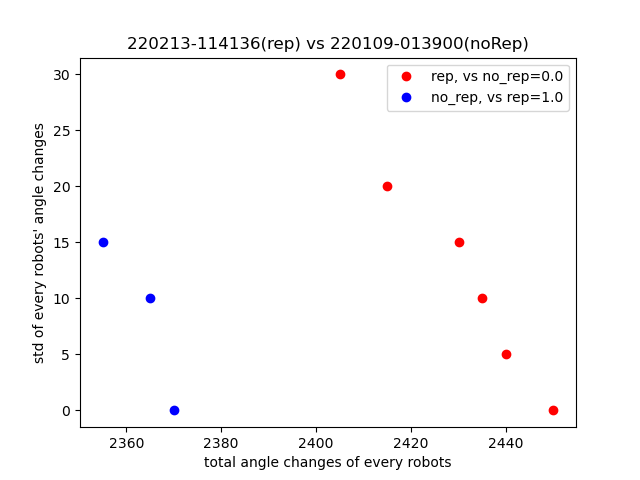 220213-114136(rep) vs 220109-013900(noRep)
rep, vs no_rep=0.0
no_rep, vs rep=1.0
std of every robots' angle changes
30
25
20
15
10
5
0
2360 2380 2400 2420 2440
total angle changes of every robots